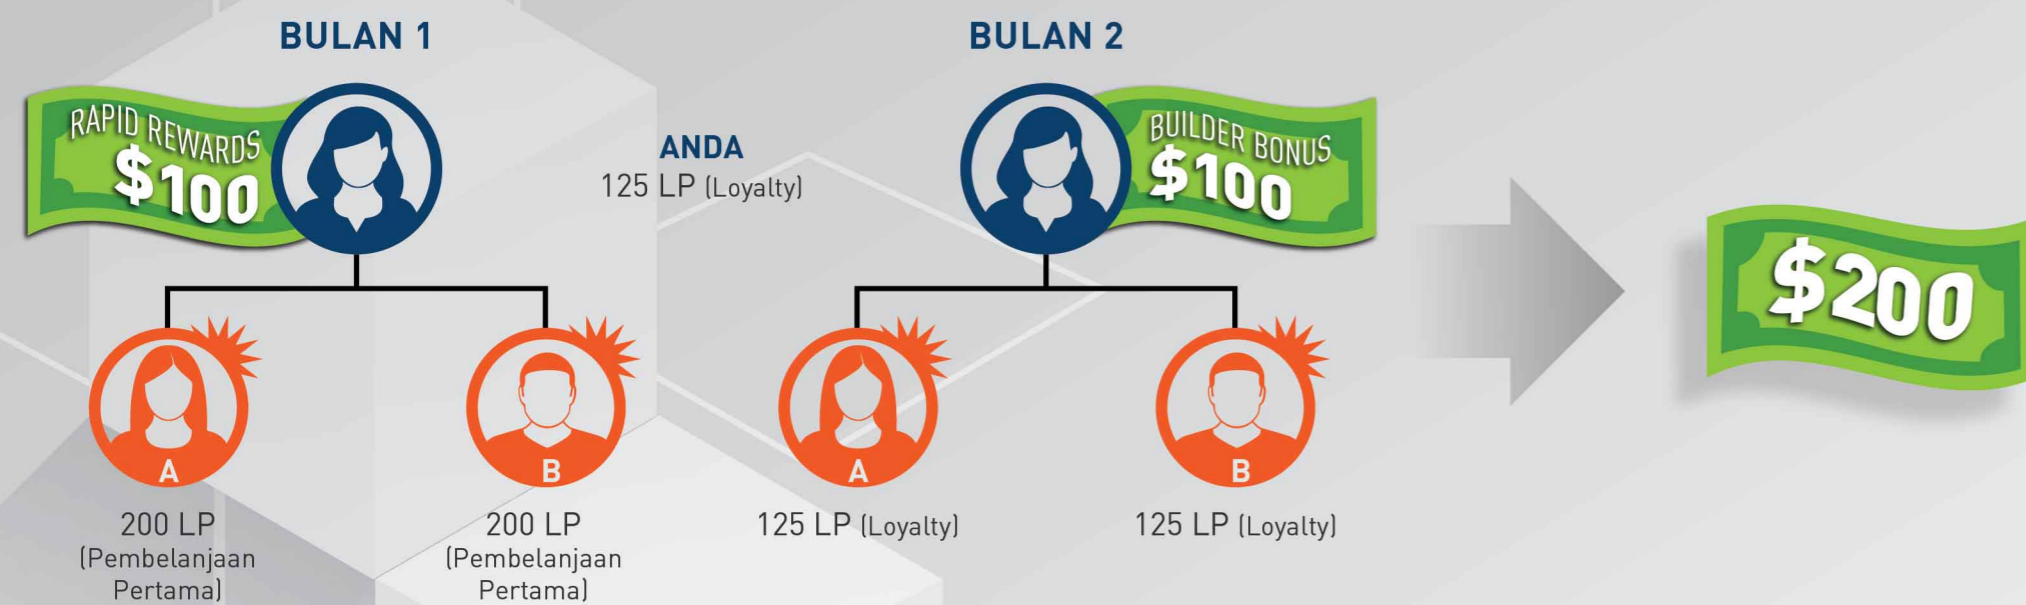 BULAN 1
RAPID REWARDS
$100
A
200 LP
(Pembelanjaan
Pertama)
B
200 LP
(Pembelanjaan
Pertama)
ANDA
125 LP (Loyalty)
BULAN 2
BUILDER BONUS
$100
A
125 LP (Loyalty)
B
125 LP (Loyalty)
$200